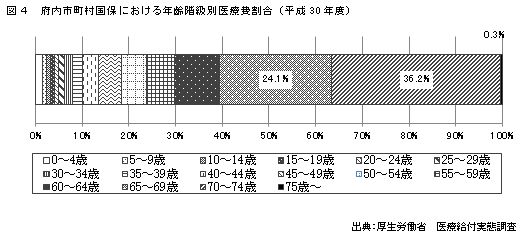 図4 府内市町村国保における年齢階級別医療費割合（平成30年度）
0.3%
24.1%
36.2%
0% 10% 20% 30% 40% 50% 60% 70% 80% 90% 100%
0～4歳 5～9歳 10～14歳 15～19歳 20～24歳 25～29歳
30～34歳 35～39歳 40～44歳 45～49歳 50～54歳 55～59歳
60～64歳 65～69歳 70～74歳 75歳～
出典：厚生労働省 医療給付実態調査